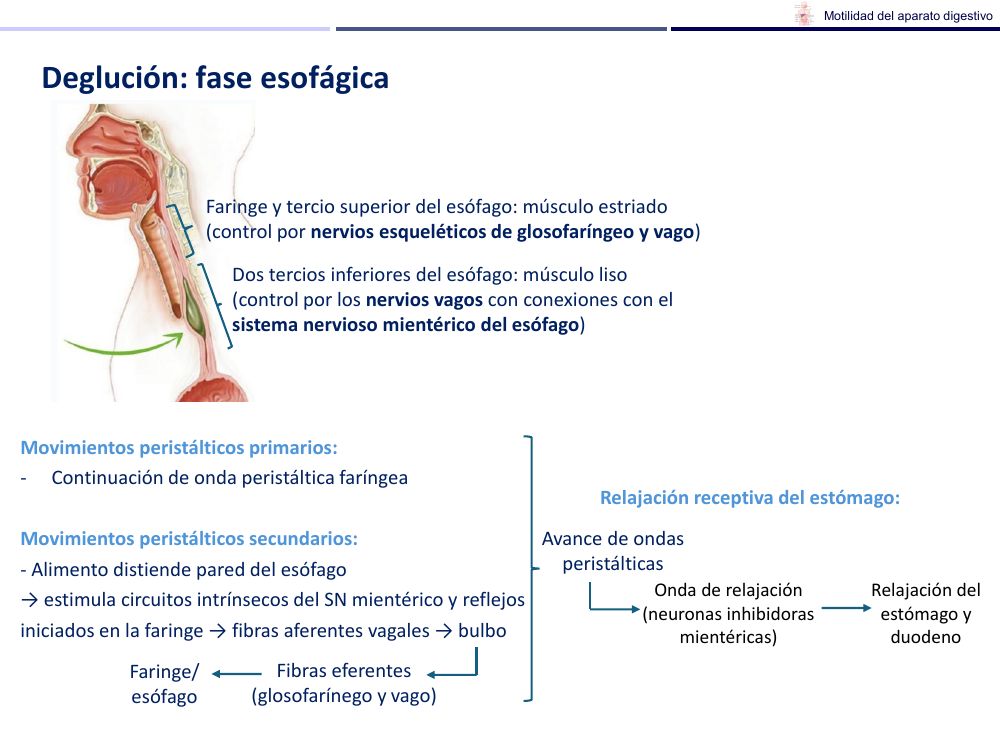 Motilidad del aparato digestivo
Deglución: fase esofágica
Faringe y tercio superior del esófago: músculo estriado
(control por nervios esqueléticos de glosofaríngeo y vago)
Dos tercios inferiores del esófago: músculo liso
(control por los nervios vagos con conexiones con el
sistema nervioso mientérico del esófago)
Movimientos peristálticos primarios:
- Continuación de onda peristáltica faríngea
Movimientos peristálticos secundarios:
- Alimento distiende pared del esófago
→ estimula circuitos intrínsecos del SN mientérico y reflejos
iniciados en la faringe → fibras aferentes vagales → bulbo
Fibras eferentes
(glosofarínego y vago)
Faringe/
esófago
Relajación receptiva del estómago:
Avance de ondas
peristálticas
Onda de relajación
(neuronas inhibidoras
mientéricas)
Relajación del
estómago y
duodeno